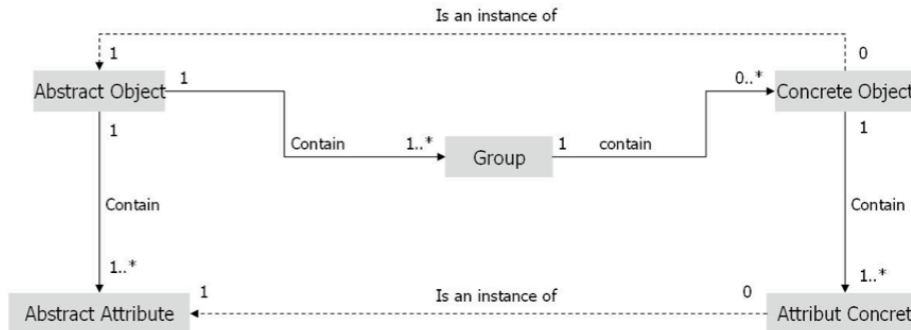 Is an instance of
1
0
Abstract Object
1
0..*
Concrete Object
1
1
Contain
1..*
Group
1
contain
Contain
Contain
1..*
1..*
Abstract Attribute
1
Is an instance of
0
Attribut Concret